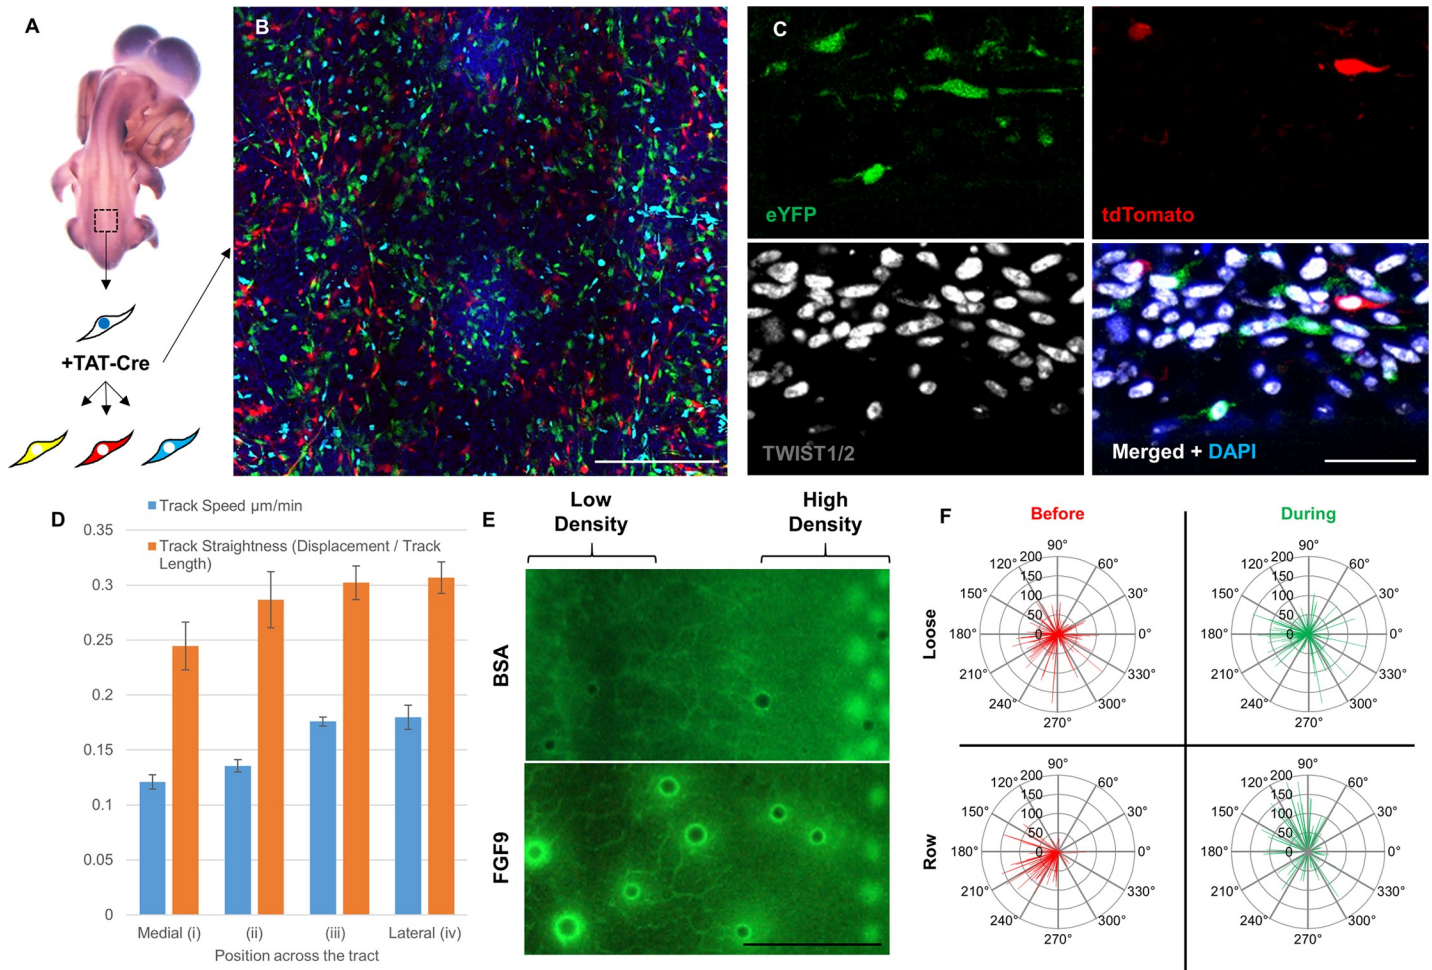 A
+TAT-Cre
B
C
eYFP
tdTomato
TWIST1/2
Merged + DAPI
D
Track Speed µm/min
Track Straightness (Displacement / Track
Length)
0.35
0.3
0.25
0.2
0.15
0.1
0.05
0
Medial (i)
(ii)
(iii)
Lateral (iv)
Position across the tract
E
Low
Density
High
Density
BSA
FGF9
F
Before
During
Loose
90°
120°
60°
150°
30°
180°
0°
210°
330°
240°
300°
270°
200
150
100
50
0
90°
120°
60°
150°
30°
180°
0°
210°
330°
240°
300°
270°
200
150
100
50
0
Row
90°
120°
60°
150°
30°
180°
0°
210°
330°
240°
300°
270°
200
150
100
50
0
90°
120°
60°
150°
30°
180°
0°
210°
330°
240°
300°
270°
200
150
100
50
0